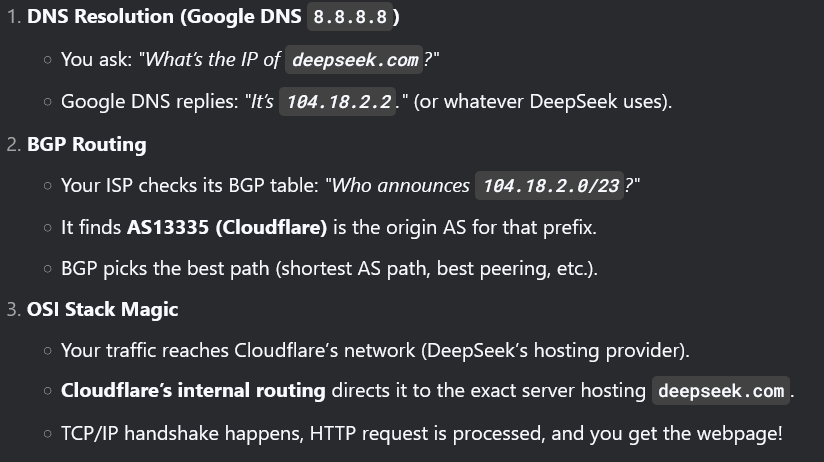 1. DNS Resolution (Google DNS 8.8.8.8)
You ask: "What's the IP of deepseek.com?"
Google DNS replies: "It's 104.18.2.2." (or whatever DeepSeek uses).
2. BGP Routing
Your ISP checks its BGP table: "Who announces 104.18.2.0/23?"
It finds AS13335 (Cloudflare) is the origin AS for that prefix.
BGP picks the best path (shortest AS path, best peering, etc.).
3. OSI Stack Magic
Your traffic reaches Cloudflare's network (DeepSeek's hosting provider).
Cloudflare's internal routing directs it to the exact server hosting deepseek.com.
TCP/IP handshake happens, HTTP request is processed, and you get the webpage!